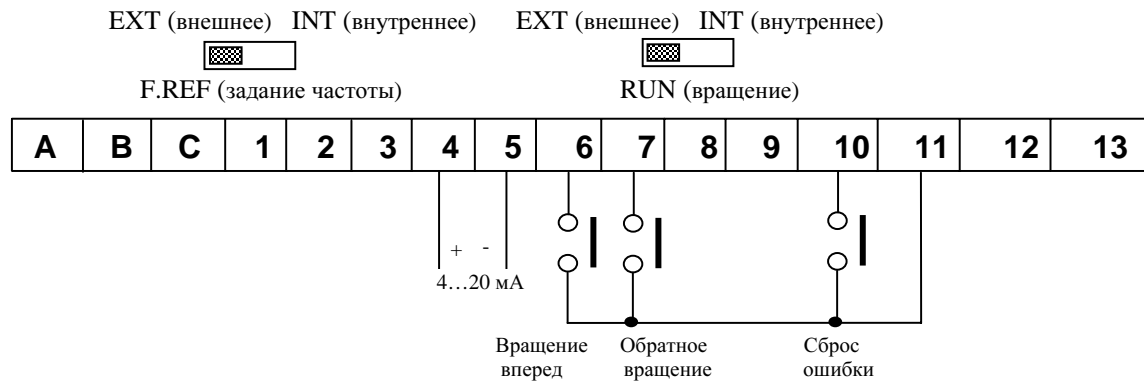 EXT (внешнее) INT (внутреннее) EXT (внешнее) INT (внутреннее)
F.REF (задание частоты) RUN (вращение)
A B C 1 2 3 4 5 6 7 8 9 10 11 12 13
+ -
4…20 мА
Вращение вперед
Обратное вращение
Сброс ошибки